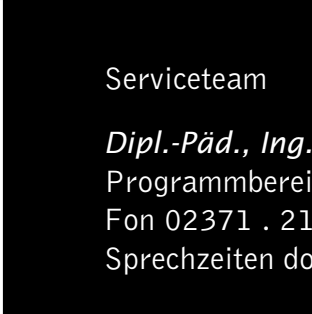 Serviceteam
Dipl.-Päd., Ing.
Programmberei
Fon 02371 . 21
Sprechzeiten do